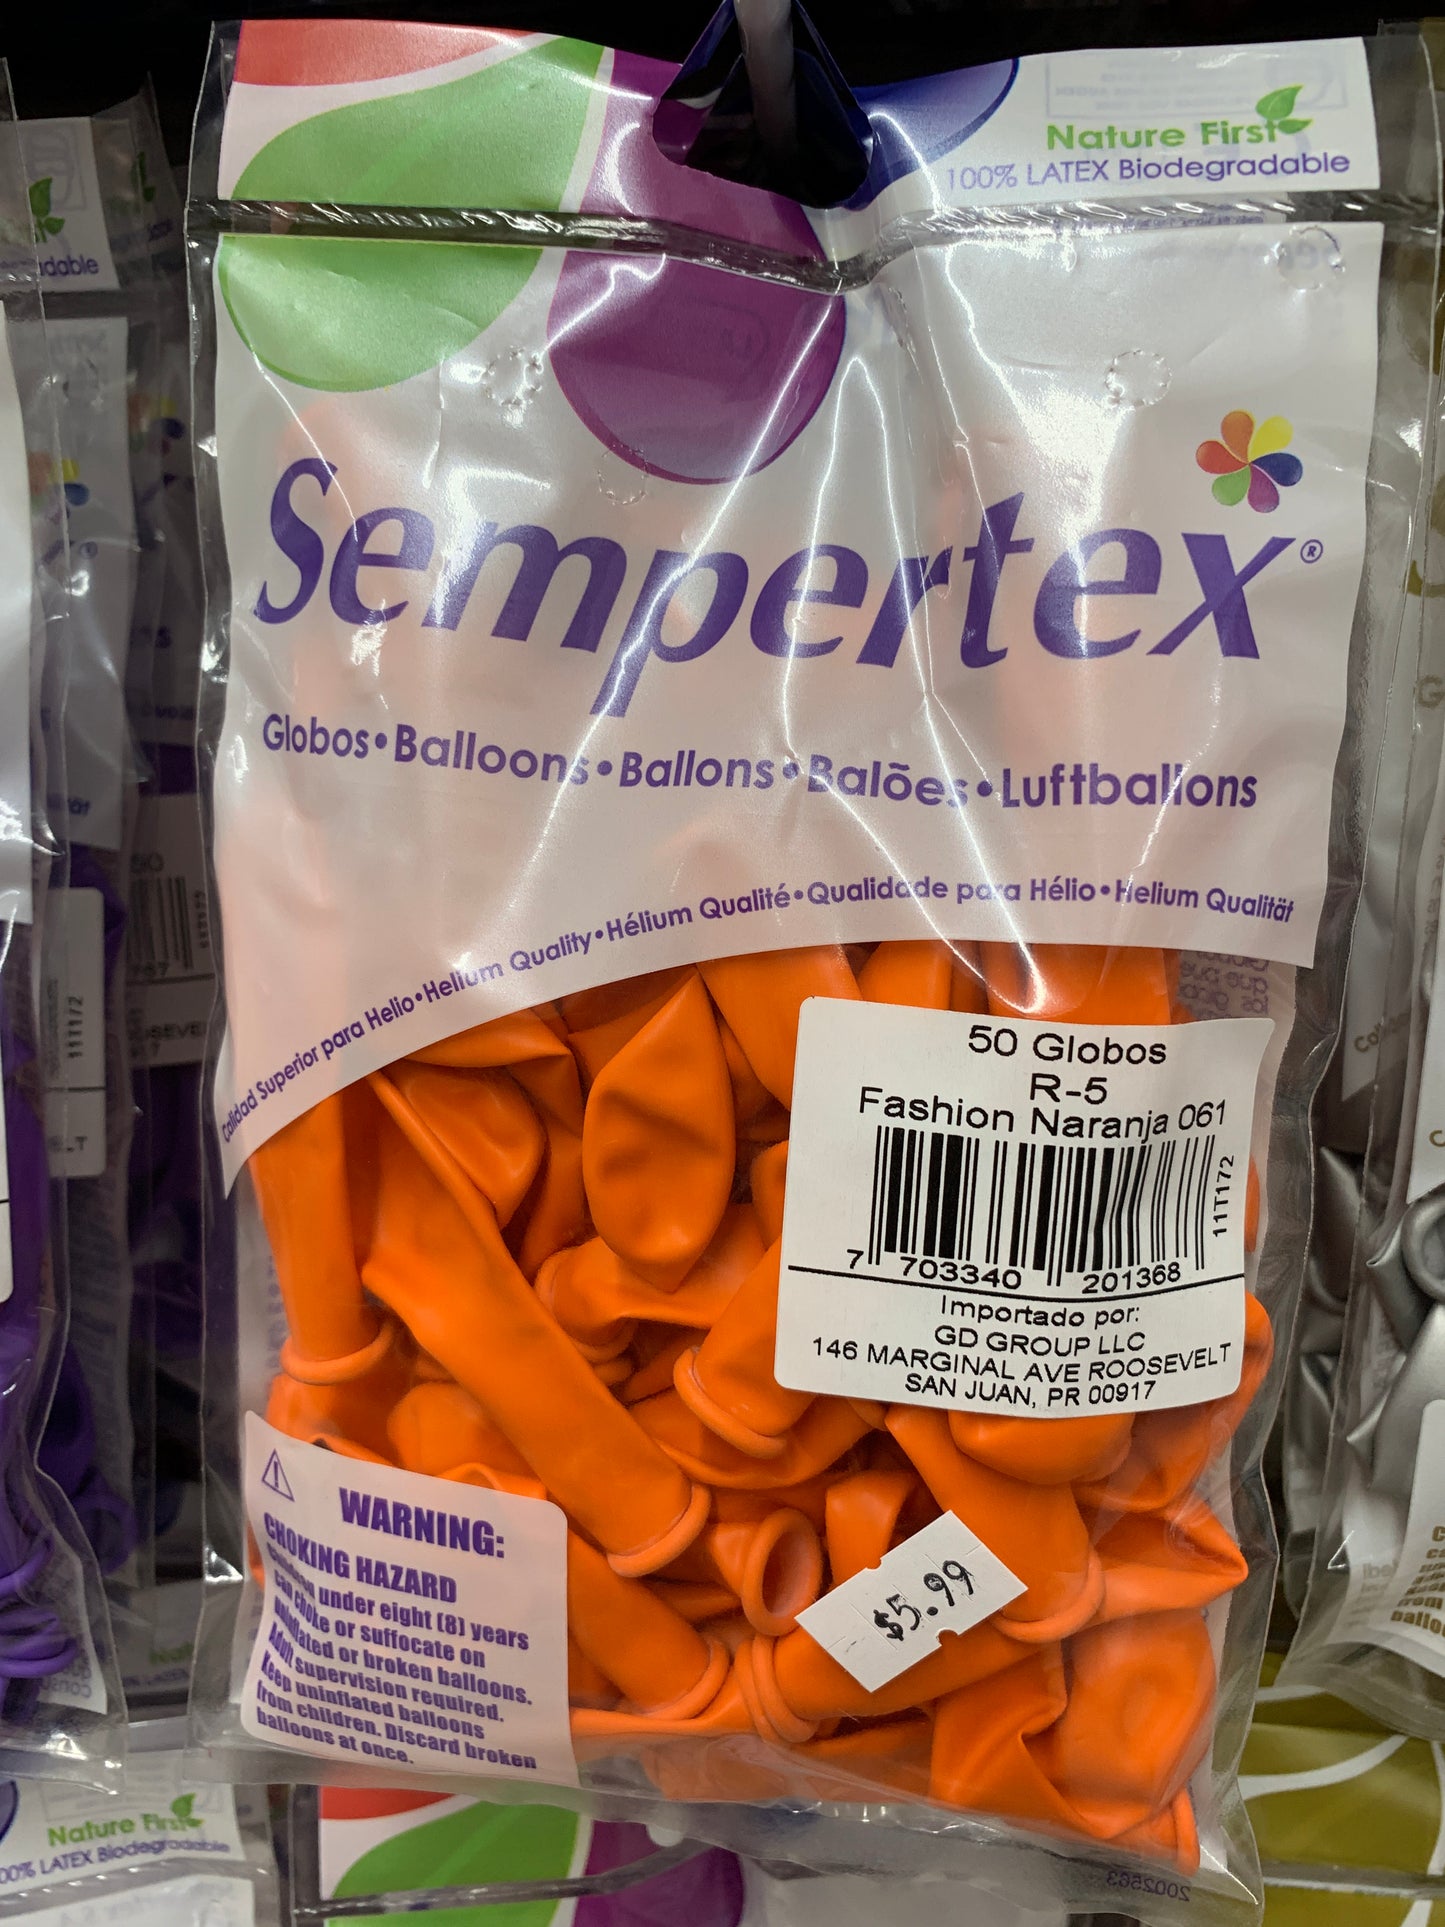 Nature First
100% LATEX Biodegradable
Sempertex®
Globos • Balloons • Ballons • Balões • Luftballons
Calidad Superior para Helio • Helium Quality • Hélium Qualité • Qualidade para Hélio • Helium Qualität
50 Globos
R-5
Fashion Naranja 061
11T172
7 703340 201368
Importado por:
GD GROUP LLC
146 MARGINAL AVE ROOSEVELT
SAN JUAN, PR 00917
WARNING:
CHOKING HAZARD
Children under eight (8) years
can choke or suffocate on
uninflated or broken balloons.
Adult supervision required.
Keep uninflated balloons
from children. Discard broken
balloons at once.
$5.99
2002563
Nature First
100% LATEX Biodegradable
11T172